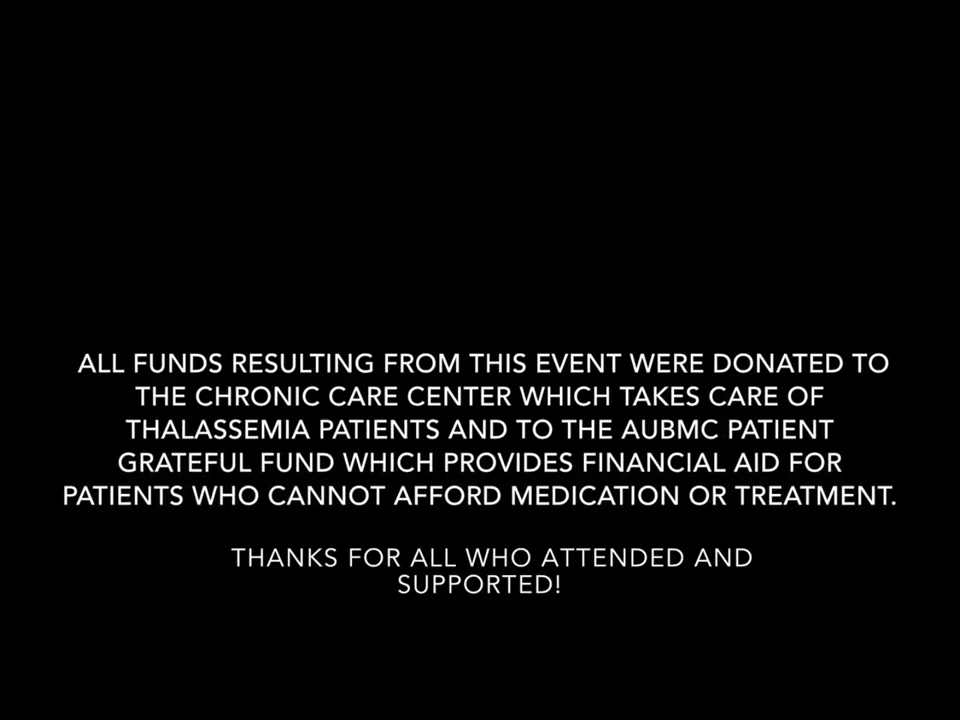 ALL FUNDS RESULTING FROM THIS EVENT WERE DONATED TO
THE CHRONIC CARE CENTER WHICH TAKES CARE OF
THALASSEMIA PATIENTS AND TO THE AUBMC PATIENT
GRATEFUL FUND WHICH PROVIDES FINANCIAL AID FOR
PATIENTS WHO CANNOT AFFORD MEDICATION OR TREATMENT.
THANKS FOR ALL WHO ATTENDED AND
SUPPORTED!